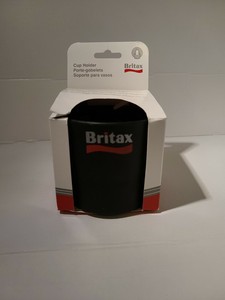 Cup Holder
Porte-gobelets
Soporte para vasos
Britax
Britax